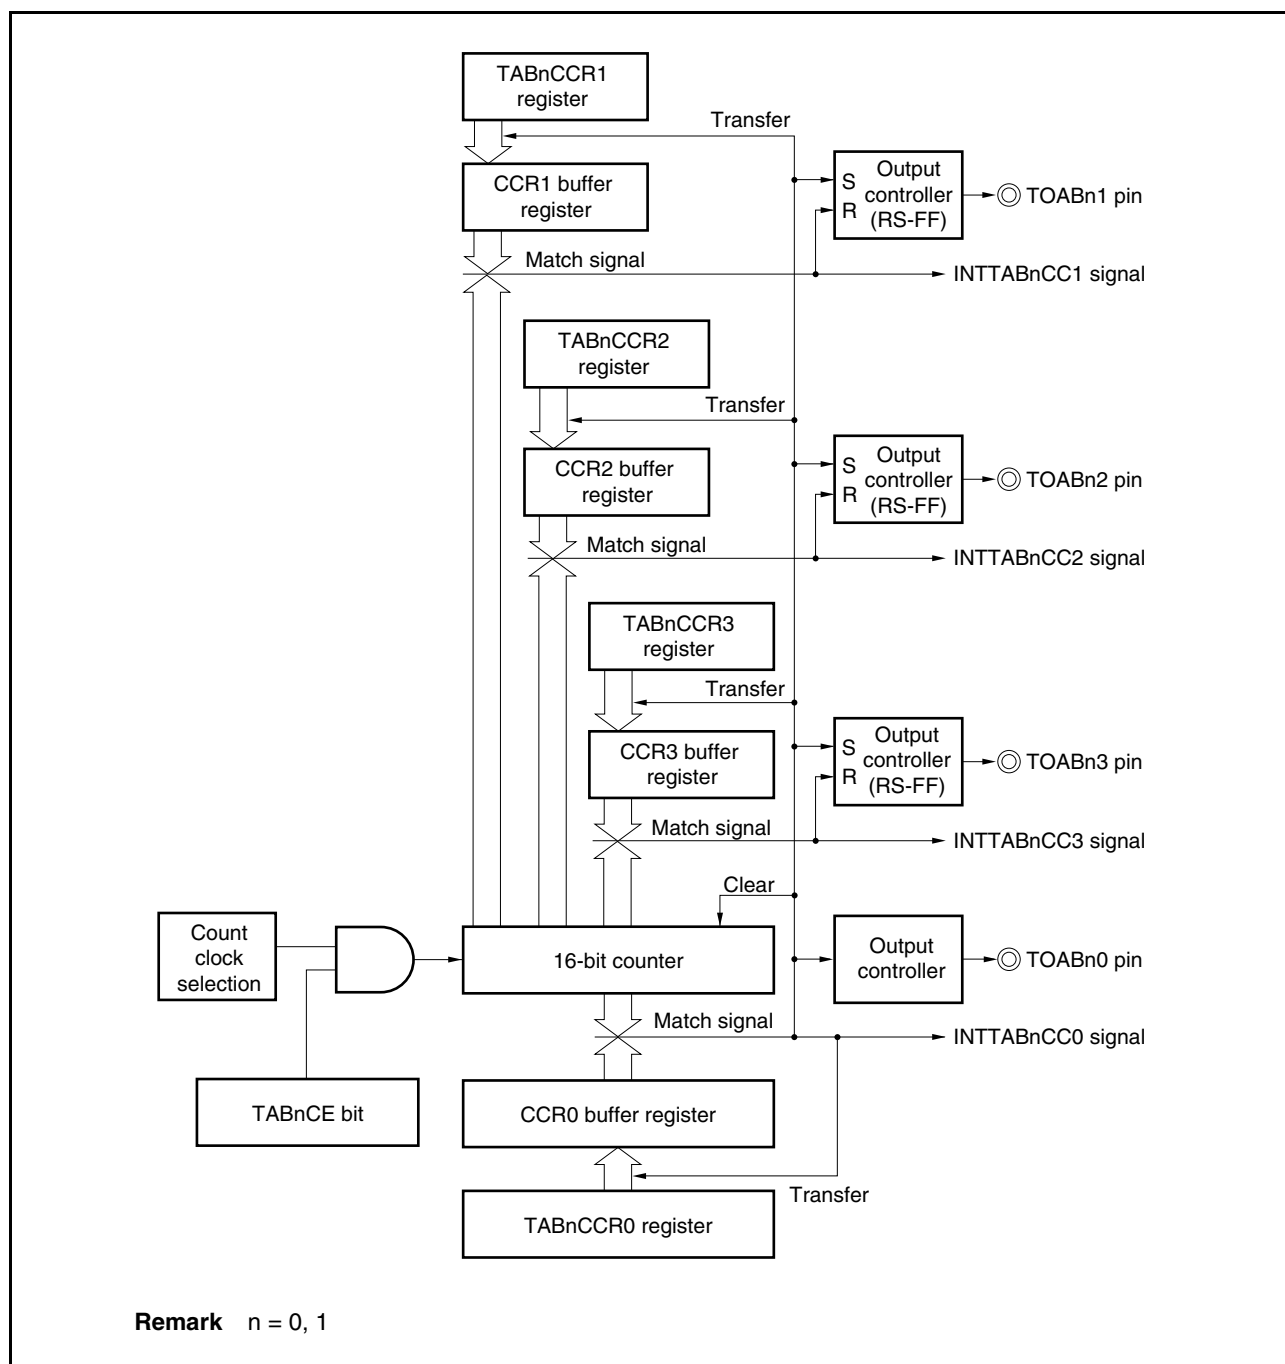 TABnCCR1
register
Transfer
CCR1 buffer
register
S
R
Output
controller
(RS-FF)
TOABn1 pin
Match signal
INTTABnCC1 signal
TABnCCR2
register
Transfer
CCR2 buffer
register
S
R
Output
controller
(RS-FF)
TOABn2 pin
Match signal
INTTABnCC2 signal
TABnCCR3
register
Transfer
CCR3 buffer
register
S
R
Output
controller
(RS-FF)
TOABn3 pin
Match signal
INTTABnCC3 signal
Clear
Count
clock
selection
16-bit counter
Output
controller
TOABn0 pin
Match signal
INTTABnCC0 signal
TABnCE bit
CCR0 buffer register
Transfer
TABnCCR0 register
Remark n = 0, 1